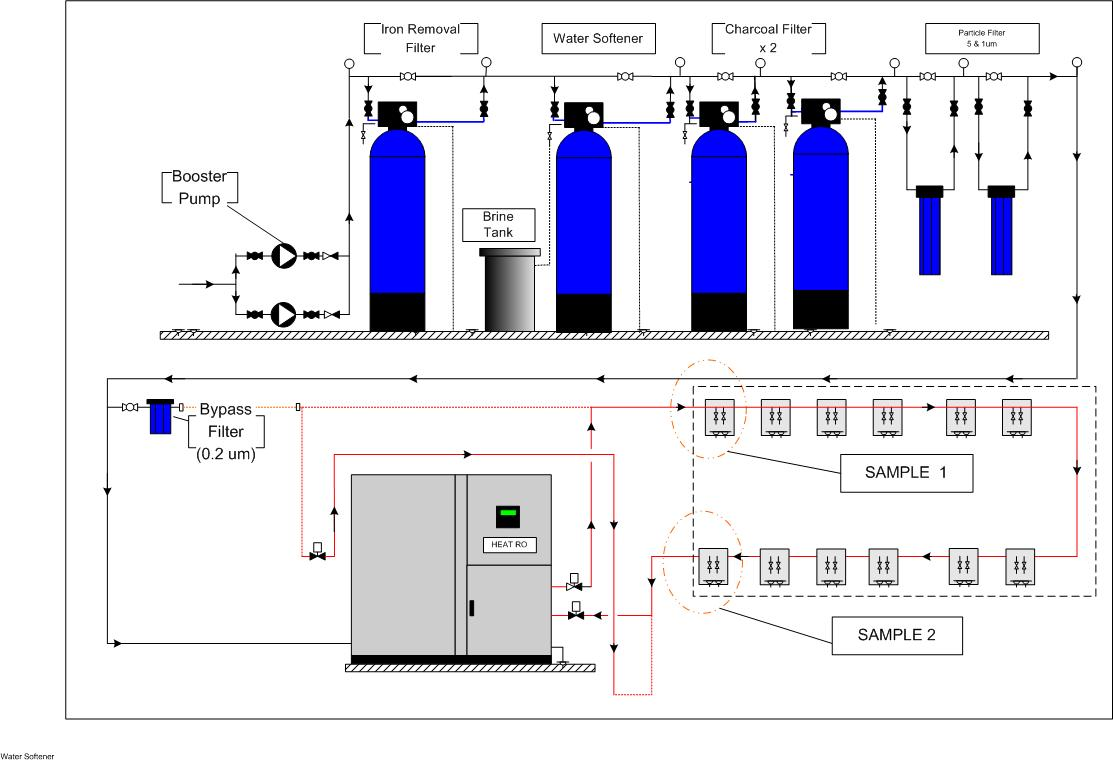 Iron Removal
Filter
Water Softener
Charcoal Filter
x 2
Particle Filter
5 & 1um
Booster
Pump
Brine
Tank
Bypass
Filter
(0.2 um)
SAMPLE 1
HEAT RO
SAMPLE 2
Water Softener